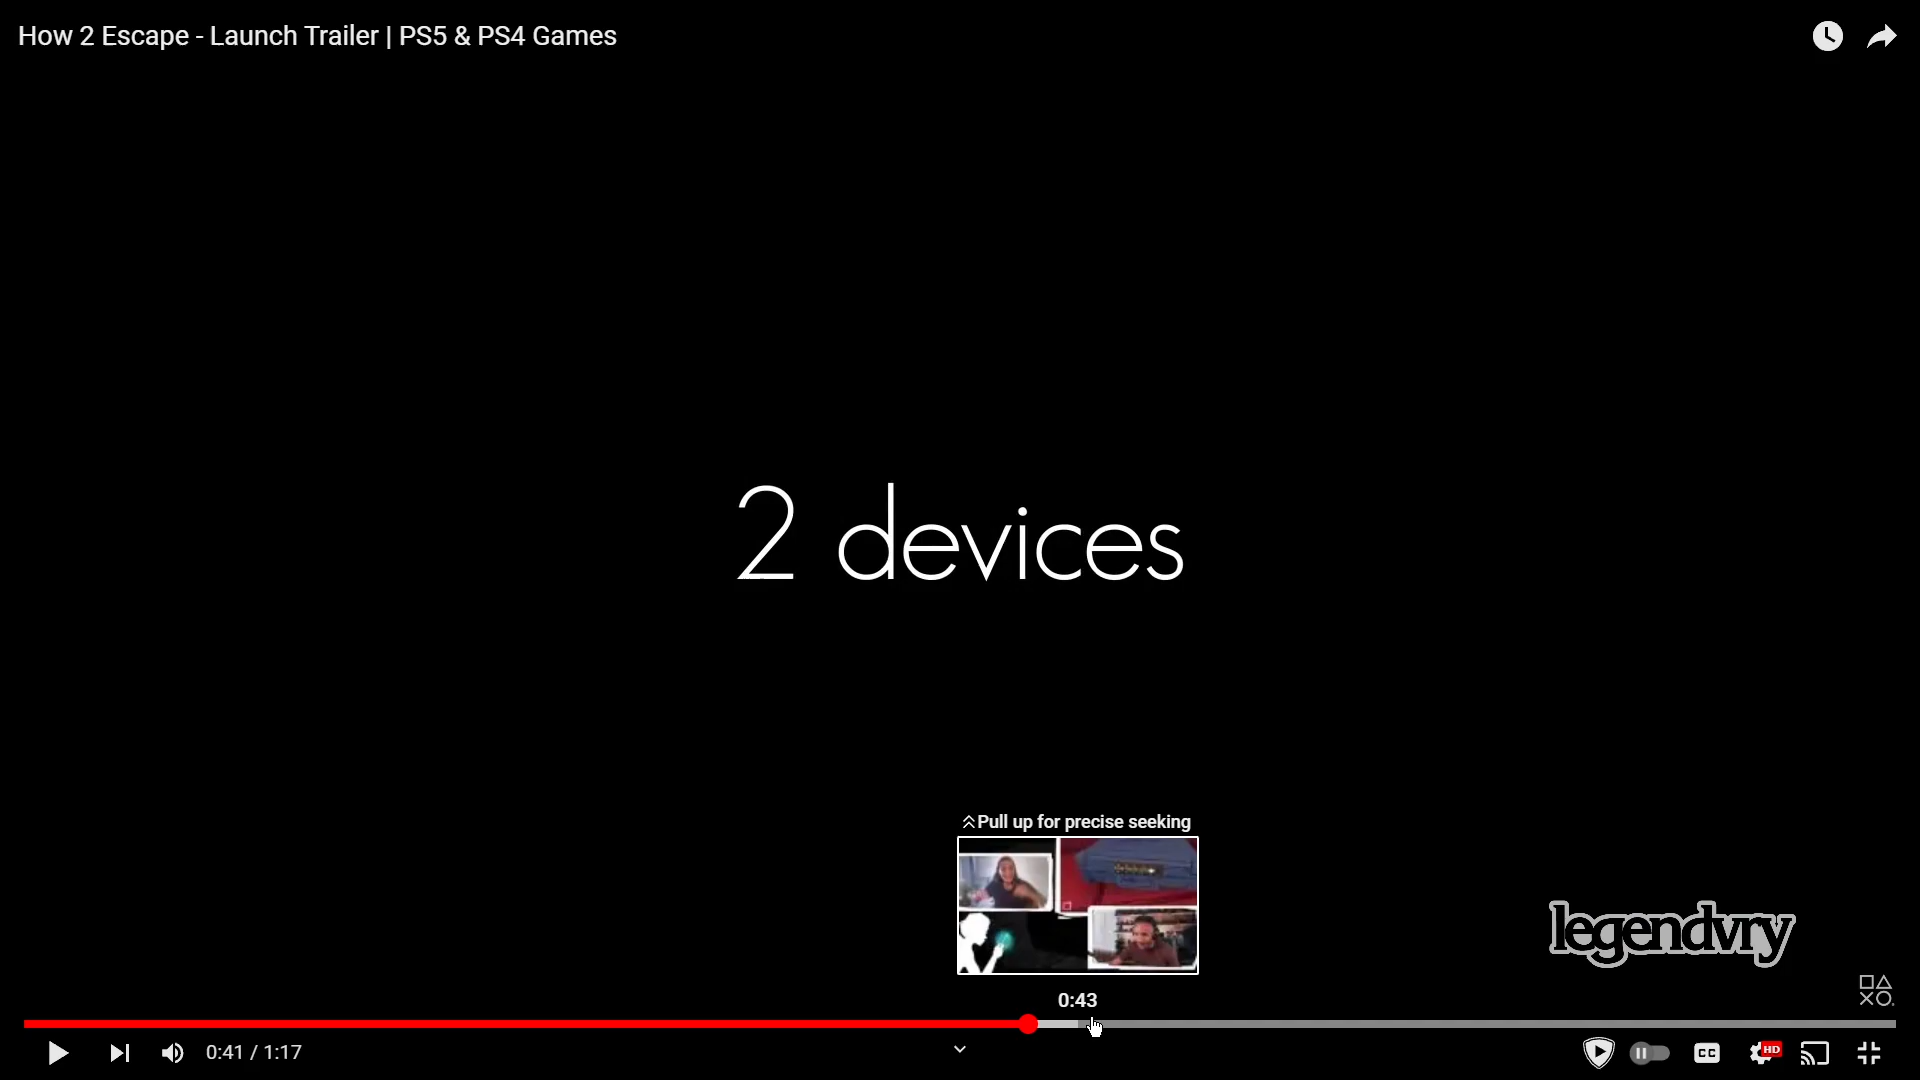 How 2 Escape - Launch Trailer | PS5 & PS4 Games
2 devices
Pull up for precise seeking
legendvry
0:43
0:41 / 1:17
CC
HD